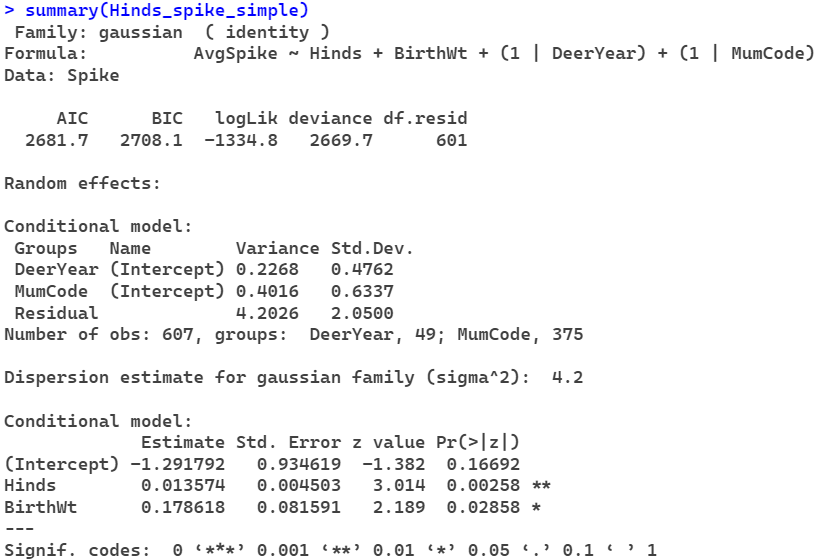 > summary(Hinds_spike_simple)
 Family: gaussian  ( identity )
Formula:          AvgSpike ~ Hinds + BirthWt + (1 | DeerYear) + (1 | MumCode)
Data: Spike

     AIC      BIC   logLik deviance df.resid
  2681.7   2708.1  -1334.8   2669.7      601

Random effects:

Conditional model:
 Groups   Name        Variance Std.Dev.
 DeerYear (Intercept) 0.2268   0.4762
 MumCode  (Intercept) 0.4016   0.6337
 Residual             4.2026   2.0500
Number of obs: 607, groups:  DeerYear, 49; MumCode, 375

Dispersion estimate for gaussian family (sigma^2):  4.2

Conditional model:
             Estimate Std. Error z value Pr(>|z|)
(Intercept) -1.291792   0.934619  -1.382  0.16692
Hinds        0.013574   0.004503   3.014  0.00258 **
BirthWt      0.178618   0.081591   2.189  0.02858 *
---
Signif. codes:  0 ‘***’ 0.001 ‘**’ 0.01 ‘*’ 0.05 ‘.’ 0.1 ‘ ’ 1